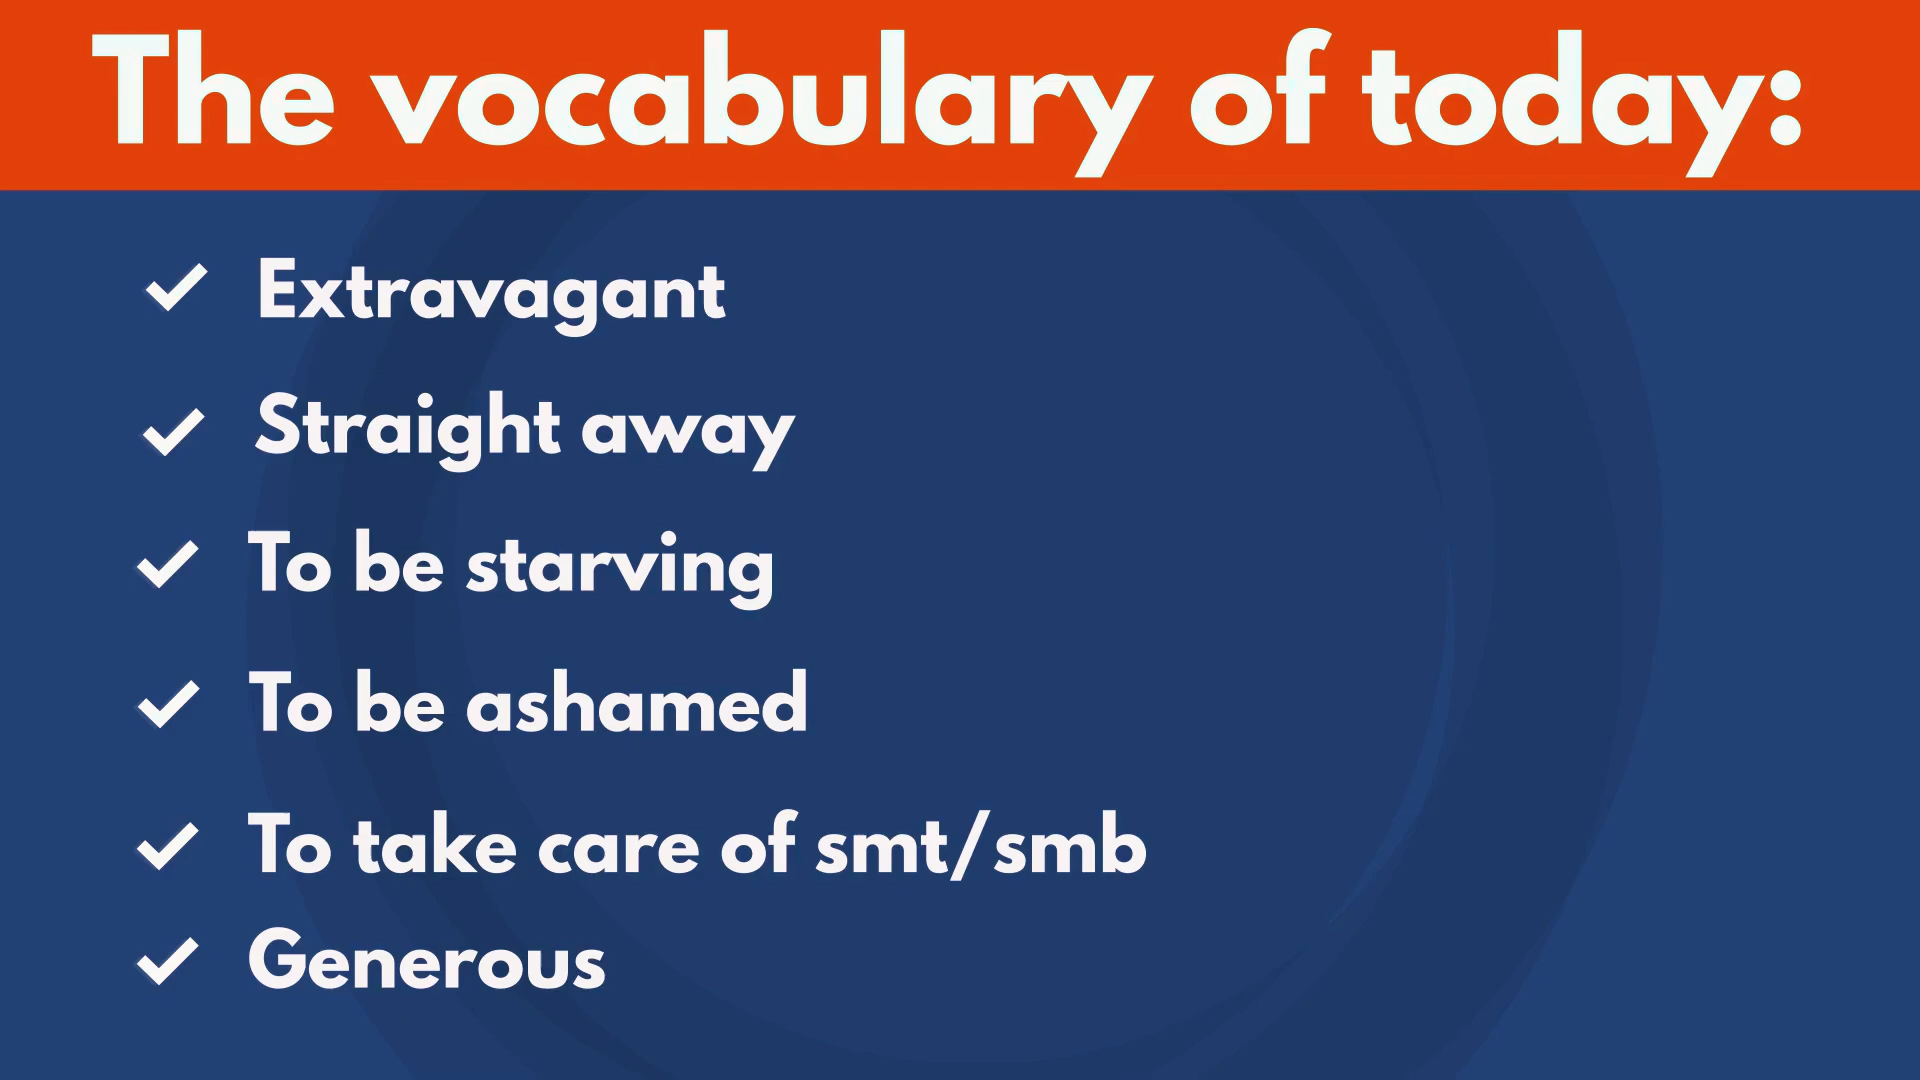 The vocabulary of today:
Extravagant
Straight away
To be starving
To be ashamed
To take care of smt/smb
Generous